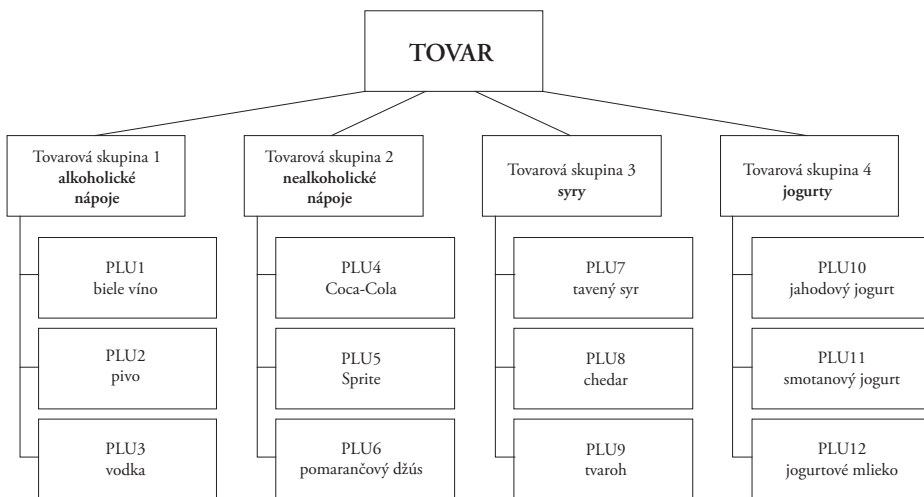 TOVAR
Tovarová skupina 1
alkoholické
nápoje
PLU1
biele víno
PLU2
pivo
PLU3
vodka
Tovarová skupina 2
nealkoholické
nápoje
PLU4
Coca-Cola
PLU5
Sprite
PLU6
pomarančový džús
Tovarová skupina 3
syry
PLU7
tavený syr
PLU8
chedar
PLU9
tvaroh
Tovarová skupina 4
jogurty
PLU10
jahodový jogurt
PLU11
smotanový jogurt
PLU12
jogurtové mlieko